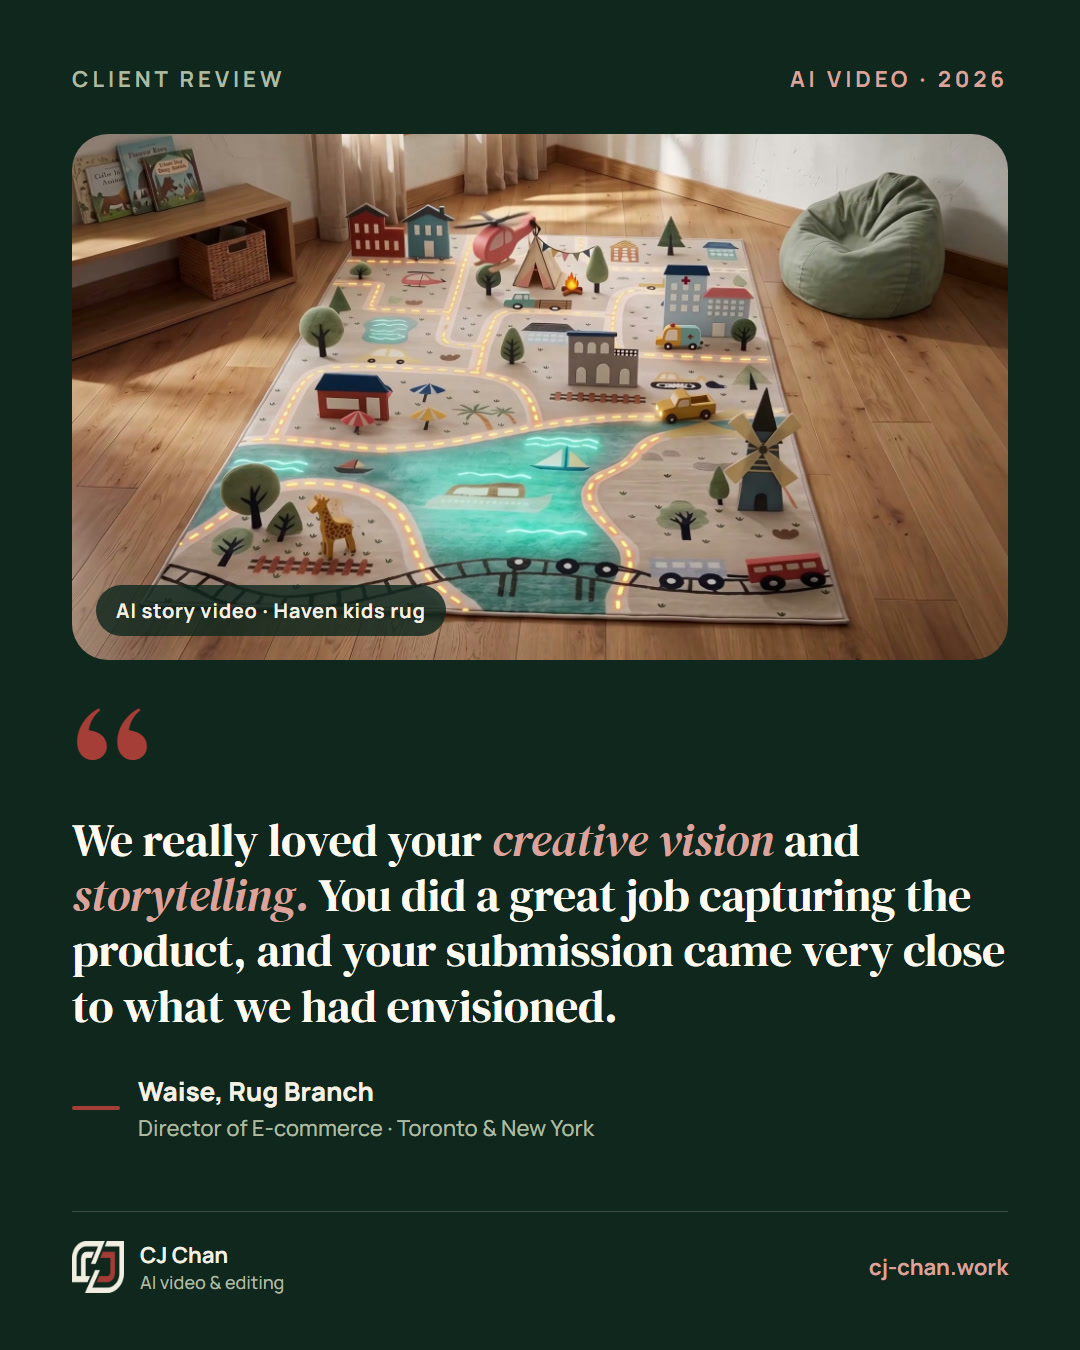 CLIENT REVIEW
AI VIDEO · 2026
AI story video · Haven kids rug
“
We really loved your creative vision and
storytelling. You did a great job capturing the
product, and your submission came very close
to what we had envisioned.
Waise, Rug Branch
Director of E-commerce · Toronto & New York
CJ Chan
AI video & editing
cj-chan.work